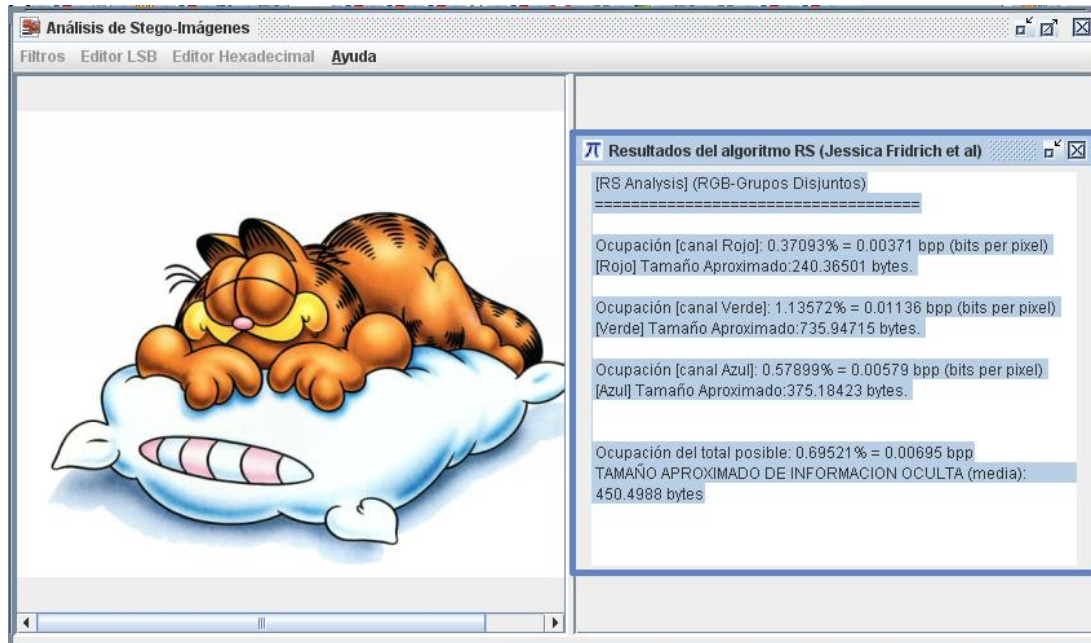 Análisis de Stego-Imágenes
Filtros Editor LSB Editor Hexadecimal Ayuda
π Resultados del algoritmo RS (Jessica Fridrich et al)
[RS Analysis] (RGB-Grupos Disjuntos)
====================================
Ocupación [canal Rojo]: 0.37093% = 0.00371 bpp (bits per pixel)
[Rojo] Tamaño Aproximado:240.36501 bytes.
Ocupación [canal Verde]: 1.13572% = 0.01136 bpp (bits per pixel)
[Verde] Tamaño Aproximado:735.94715 bytes.
Ocupación [canal Azul]: 0.57899% = 0.00579 bpp (bits per pixel)
[Azul] Tamaño Aproximado:375.18423 bytes.
Ocupación del total posible: 0.69521% = 0.00695 bpp
TAMAÑO APROXIMADO DE INFORMACION OCULTA (media):
450.4988 bytes